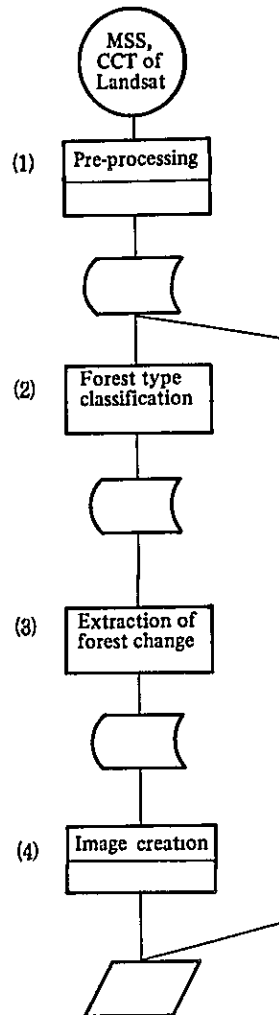 MSS,
CCT of
Landsat
(1)
Pre-processing
(2)
Forest type
classification
(3)
Extraction of
forest change
(4)
Image creation